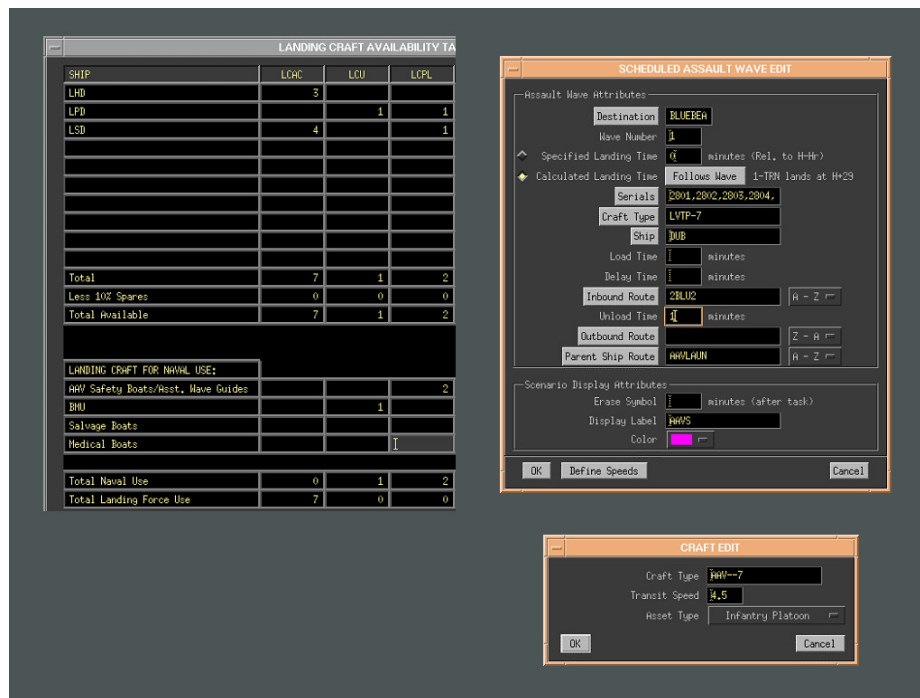 LANDING CRAFT AVAILABILITY TA
SHIP LCAC LCU LCPL
LHD 3
LPD 1 1
LSD 4 1
Total 7 1 2
Less 10% Spares 0 0 0
Total Available 7 1 2
LANDING CRAFT FOR NAVAL USE:
AAV Safety Boats/Asst. Wave Guides 2
BMU 1
Salvage Boats
Medical Boats
Total Naval Use 0 1 2
Total Landing Force Use 7 0 0
SCHEDULED ASSAULT WAVE EDIT
Assault Wave Attributes
Destination BLUEBEA
Wave Number 1
Specified Landing Time 0 minutes (Rel. to H-Hr)
Calculated Landing Time Follows Wave 1-TRN lands at H+29
Serials 2801,2802,2803,2804,
Craft Type LVTP-7
Ship DUB
Load Time minutes
Delay Time minutes
Inbound Route 2BLU2 A - Z
Unload Time 1 minutes
Outbound Route Z - A
Parent Ship Route AAVLAUN A - Z
Scenario Display Attributes
Erase Symbol minutes (after task)
Display Label AAVS
Color
OK Define Speeds Cancel
CRAFT EDIT
Craft Type AAV--7
Transit Speed 4.5
Asset Type Infantry Platoon
OK Cancel